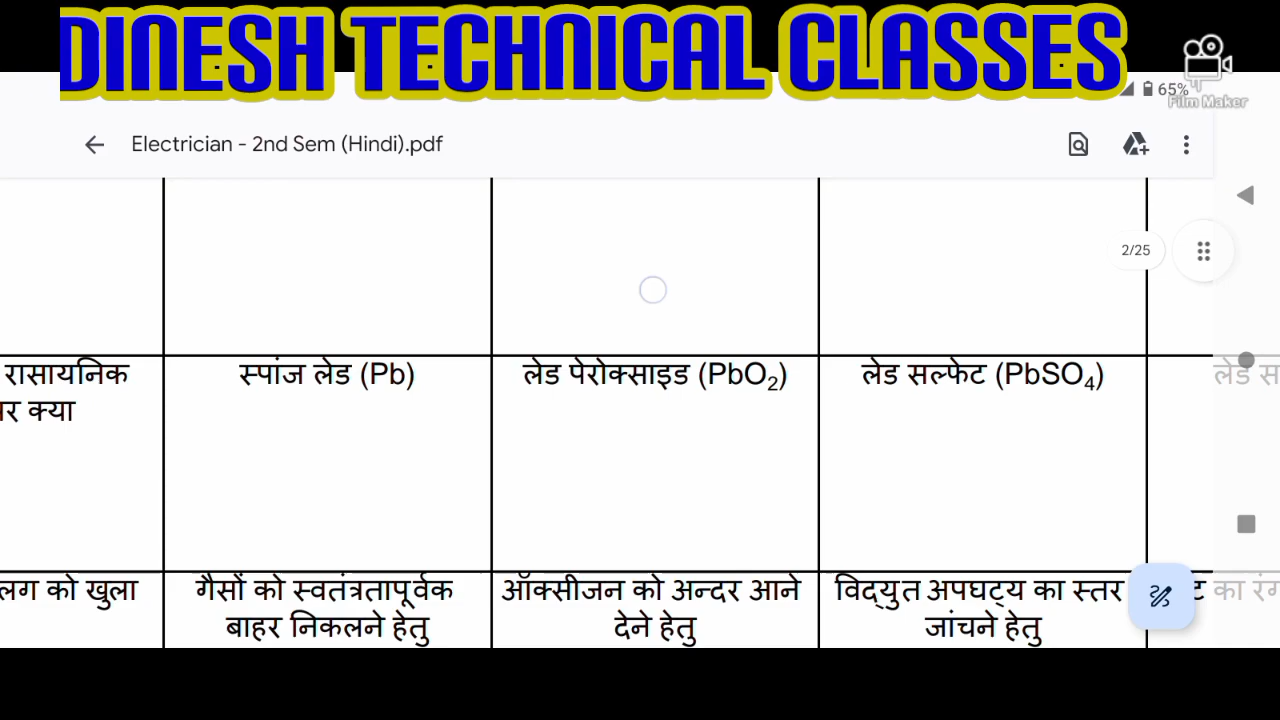 DINESH TECHNICAL CLASSES
65%
Film Maker
Electrician - 2nd Sem (Hindi).pdf
2/25
रासायनिक
क्या
स्पांज लेड (Pb)
लेड पेरोक्साइड (PbO₂)
लेड सल्फेट (PbSO₄)
लेड
को खुला
गैसों को स्वतंत्रतापूर्वक
बाहर निकलने हेतु
ऑक्सीजन को अन्दर आने
देने हेतु
विद्युत अपघट्य का स्तर
जांचने हेतु
का